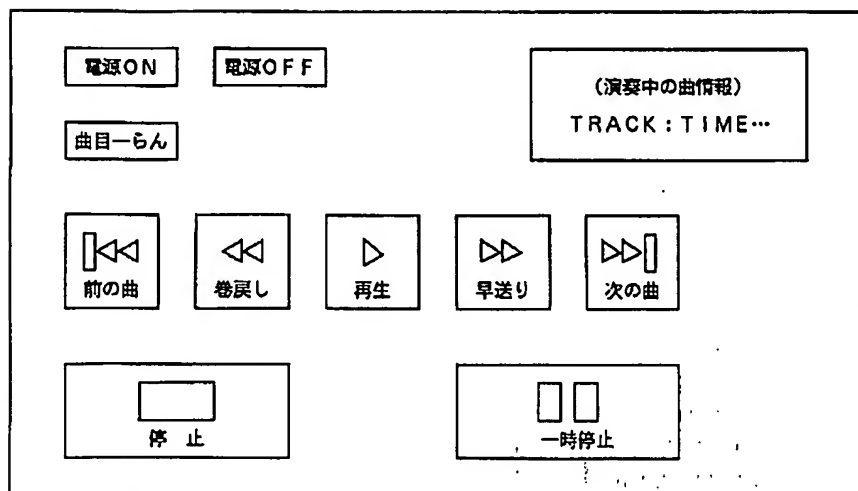 電源ON
電源OFF
(演奏中の曲情報)
TRACK:TIME…
曲目一らん
前の曲
巻戻し
再生
早送り
次の曲
停 止
一時停止